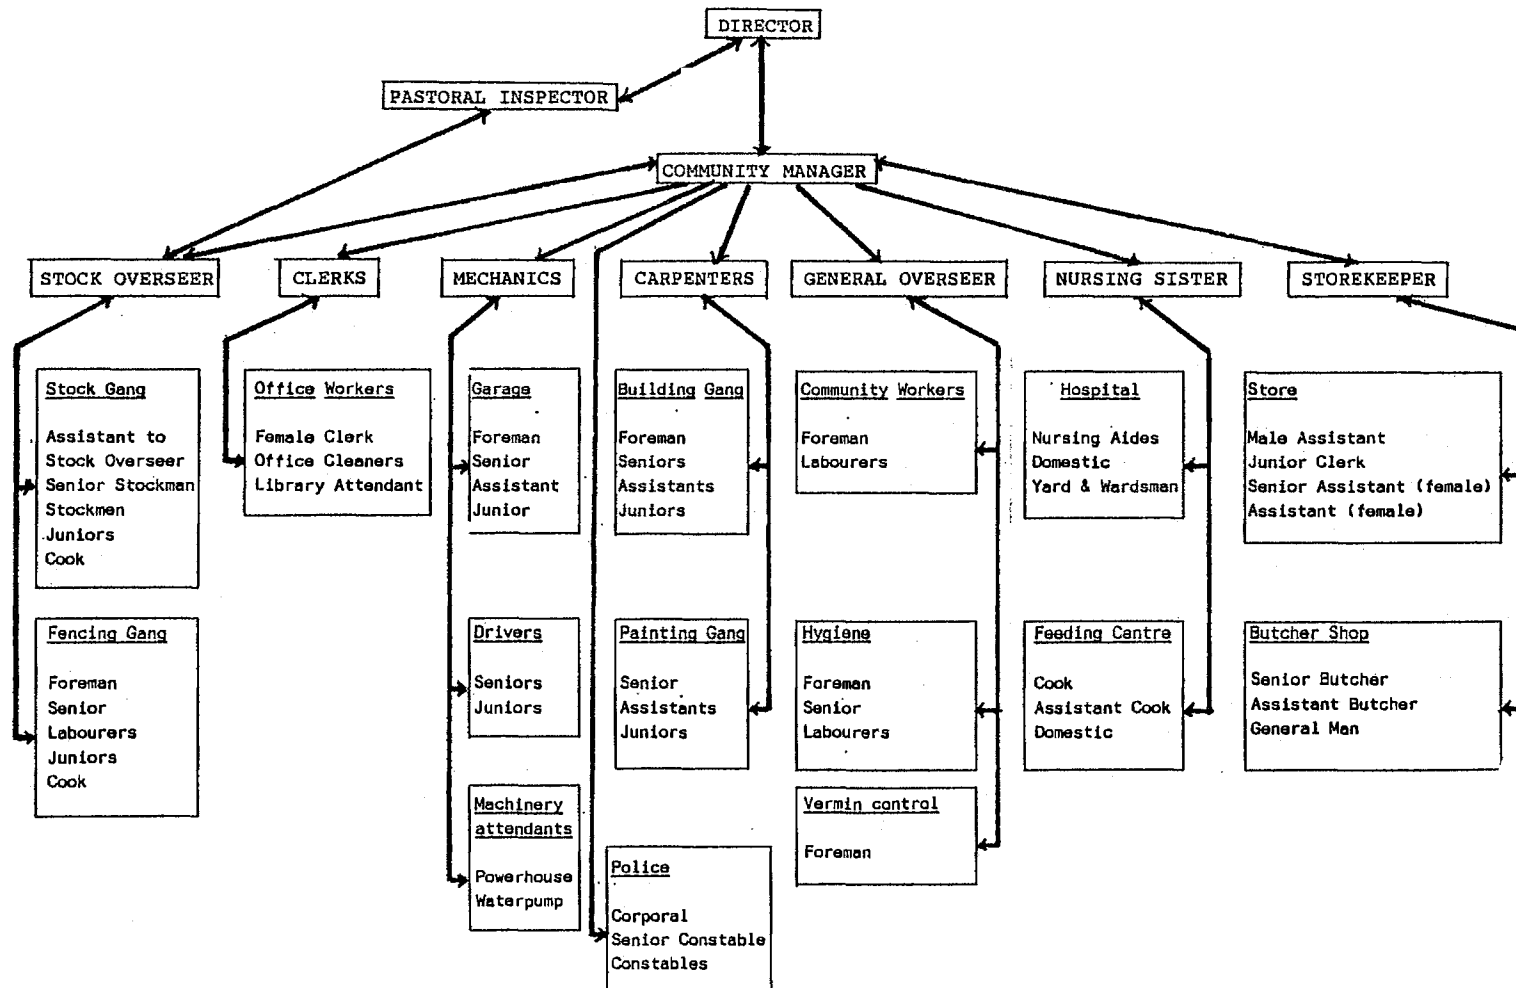 DIRECTOR
PASTORAL INSPECTOR
COMMUNITY MANAGER
STOCK OVERSEER
CLERKS
MECHANICS
CARPENTERS
GENERAL OVERSEER
NURSING SISTER
STOREKEEPER
Stock Gang
Assistant to
Stock Overseer
Senior Stockman
Stockmen
Juniors
Cook
Fencing Gang
Foreman
Senior
Labourers
Juniors
Cook
Office Workers
Female Clerk
Office Cleaners
Library Attendant
Garage
Foreman
Senior
Assistant
Junior
Drivers
Seniors
Juniors
Machinery
attendants
Powerhouse
Waterpump
Building Gang
Foreman
Seniors
Assistants
Juniors
Painting Gang
Senior
Assistants
Juniors
Police
Corporal
Senior Constable
Constables
Community Workers
Foreman
Labourers
Hygiene
Foreman
Senior
Labourers
Vermin control
Foreman
Hospital
Nursing Aides
Domestic
Yard & Wardsman
Feeding Centre
Cook
Assistant Cook
Domestic
Store
Male Assistant
Junior Clerk
Senior Assistant (female)
Assistant (female)
Butcher Shop
Senior Butcher
Assistant Butcher
General Man